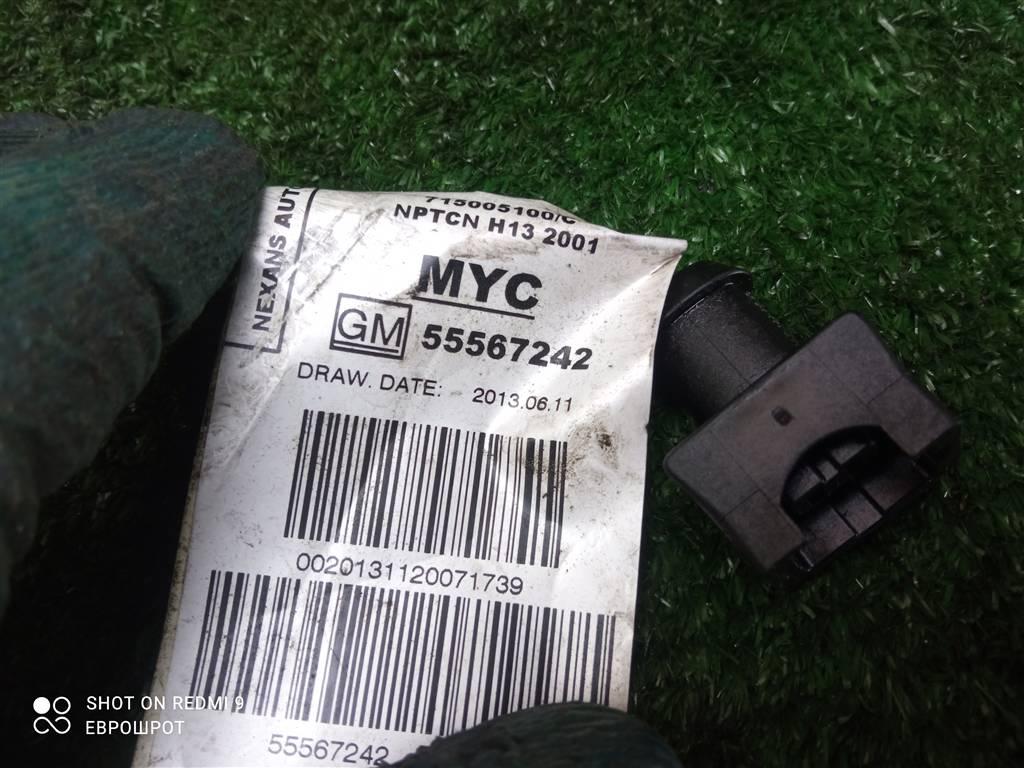 NEXANS AUT
NPTCN H13 2001
MYC
GM 55567242
DRAW. DATE: 2013.06.11
0020131120071739
55567242
SHOT ON REDMI 9
ЕВРОШРОТ